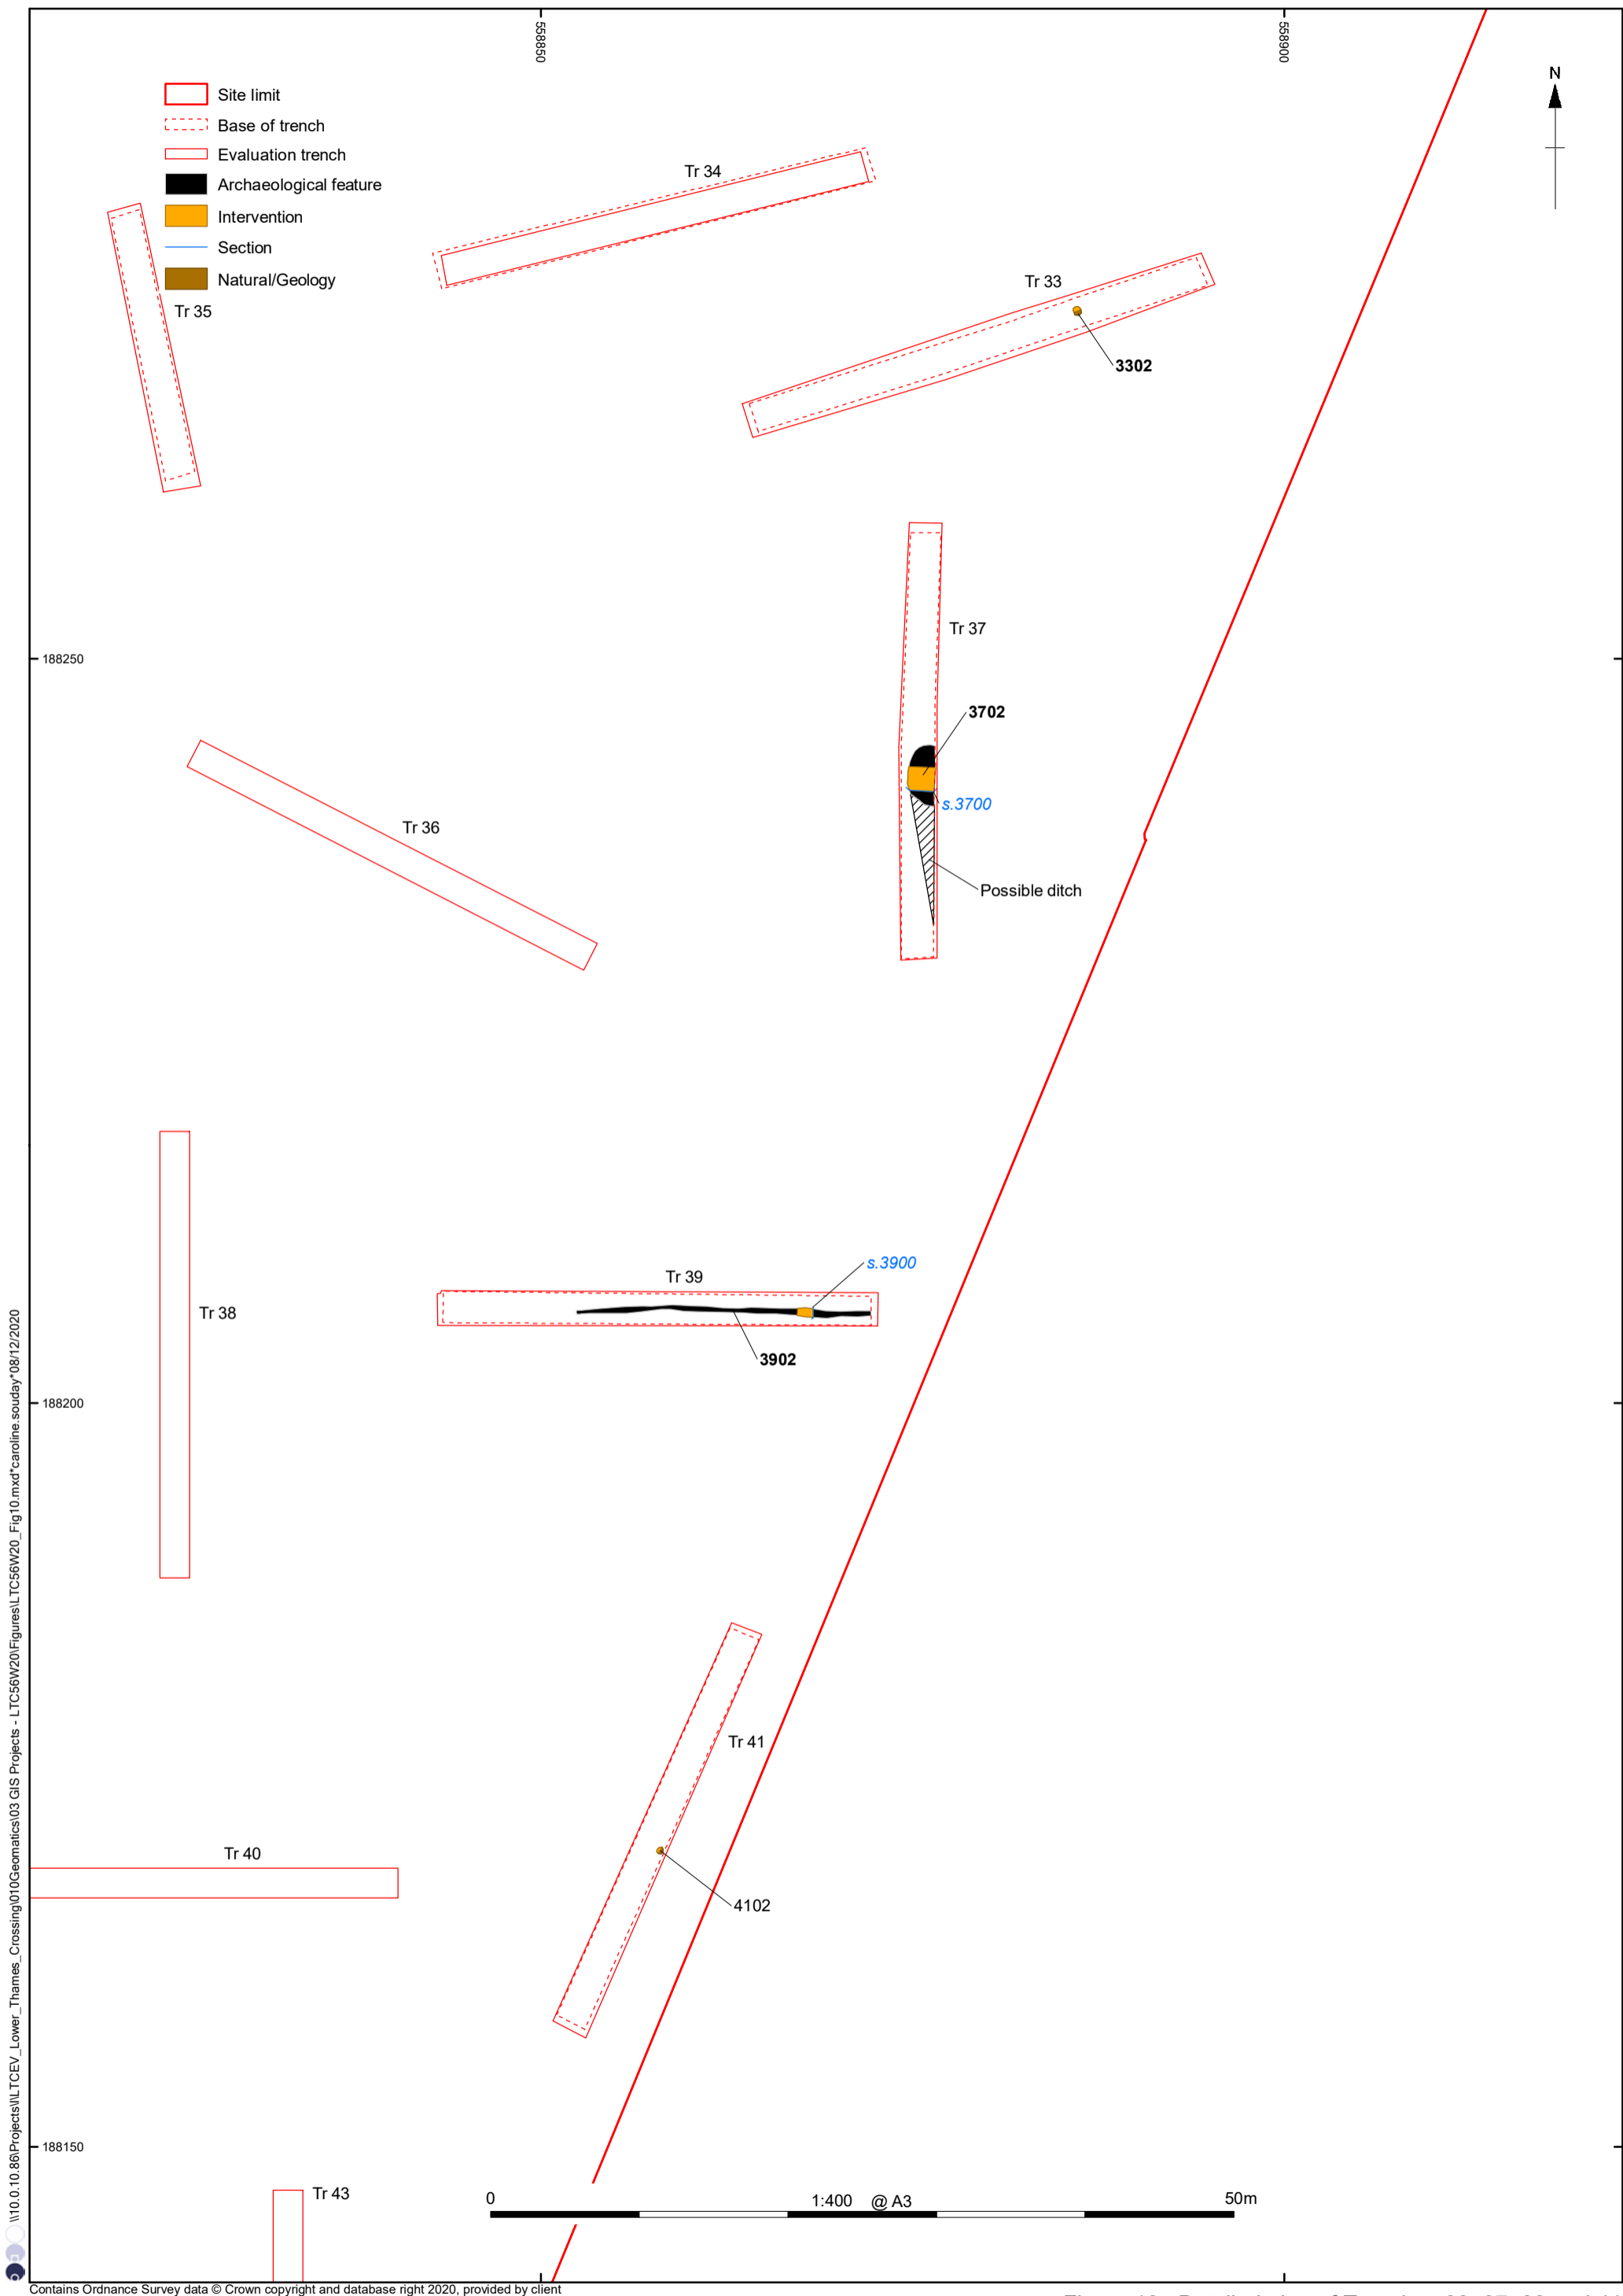 558850
558900
N
Site limit
Base of trench
Evaluation trench
Archaeological feature
Intervention
Section
Natural/Geology
Tr 34
Tr 33
Tr 35
3302
Tr 37
188250
3702
s.3700
Tr 36
Possible ditch
s.3900
Tr 39
Tr 38
3902
188200
Tr 41
Tr 40
4102
188150
Tr 43
0
1:400 @ A3
50m
\\10.0.10.86\Projects\l\LTCEV_Lower_Thames_Crossing\010Geomatics\03 GIS Projects - LTC56W20\Figures\LTC56W20_Fig10.mxd*caroline.souday*08/12/2020
Contains Ordnance Survey data © Crown copyright and database right 2020, provided by client